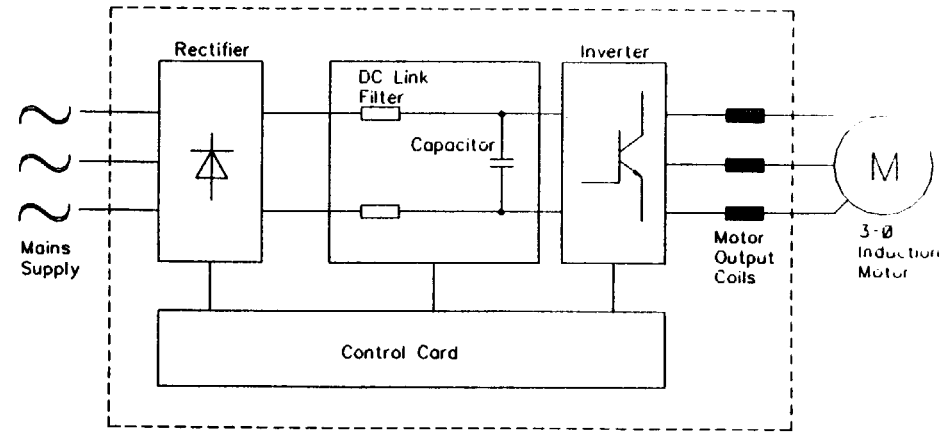 Rectifier
DC Link
Filter
Inverter
Capacitor
M
Mains
Supply
Motor
Output
Coils
3-Ø
Induction
Motor
Control Card